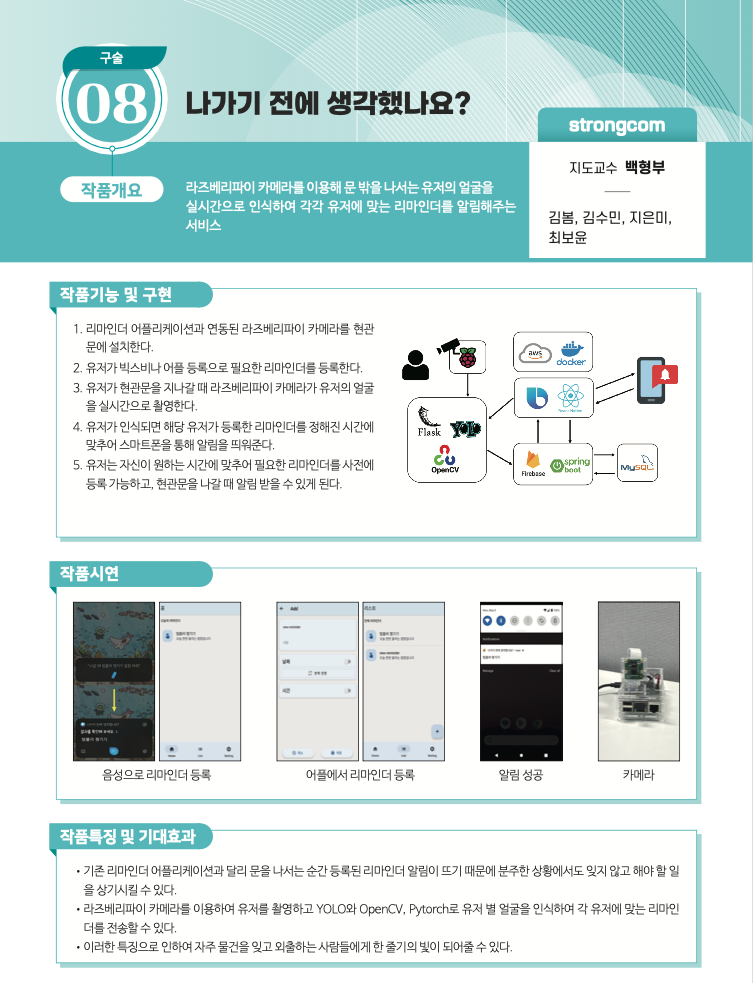 구술
08
나가기 전에 생각했나요?
strongcom
지도교수 백형부
김봄, 김수민, 지은미,
최보윤
작품개요
라즈베리파이 카메라를 이용해 문 밖을 나서는 유저의 얼굴을
실시간으로 인식하여 각각 유저에 맞는 리마인더를 알림해주는
서비스
작품기능 및 구현
1. 리마인더 어플리케이션과 연동된 라즈베리파이 카메라를 현관
문에 설치한다.
2. 유저가 빅스비나 어플 등록으로 필요한 리마인더를 등록한다.
3. 유저가 현관문을 지나갈 때 라즈베리파이 카메라가 유저의 얼굴
을 실시간으로 촬영한다.
4. 유저가 인식되면 해당 유저가 등록한 리마인더를 정해진 시간에
맞추어 스마트폰을 통해 알림을 띄워준다.
5. 유저는 자신이 원하는 시간에 맞추어 필요한 리마인더를 사전에
등록 가능하고, 현관문을 나갈 때 알림 받을 수 있게 된다.
aws
docker
React Native
Flask
YOLO
OpenCV
Firebase
spring
boot
MySQL
작품시연
홈
Add
리스트
new reminder
날짜
시간
음성으로 리마인더 등록
어플에서 리마인더 등록
알림 성공
카메라
작품특징 및 기대효과
• 기존 리마인더 어플리케이션과 달리 문을 나서는 순간 등록된 리마인더 알림이 뜨기 때문에 분주한 상황에서도 잊지 않고 해야 할 일
을 상기시킬 수 있다.
• 라즈베리파이 카메라를 이용하여 유저를 촬영하고 YOLO와 OpenCV, Pytorch로 유저 별 얼굴을 인식하여 각 유저에 맞는 리마인
더를 전송할 수 있다.
• 이러한 특징으로 인하여 자주 물건을 잊고 외출하는 사람들에게 한 줄기의 빛이 되어줄 수 있다.